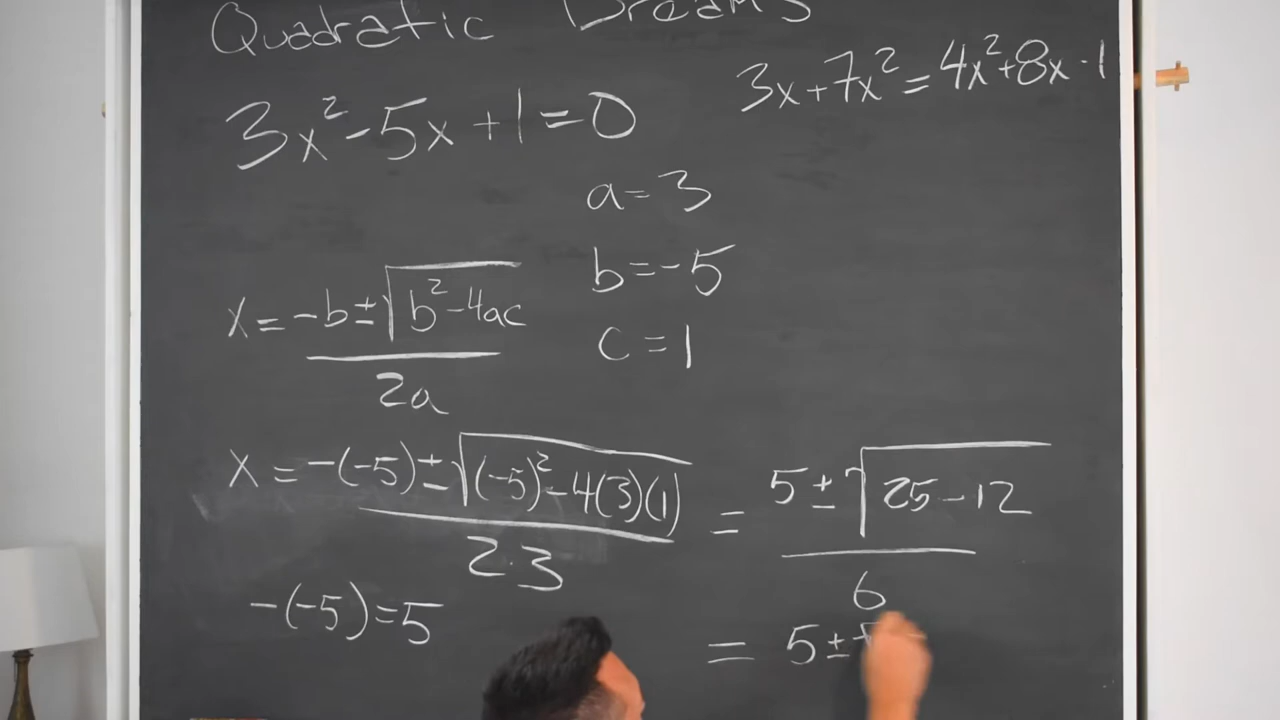 Quadratic Dreams
3x+7x²=4x²+8x-1
3x²-5x+1=0
a=3
b=-5
c=1
x=-b±√b²-4ac
2a
x=-(-5)±√(-5)²-4(3)(1)
2·3
= 5±√25-12
6
-(-5)=5
= 5±